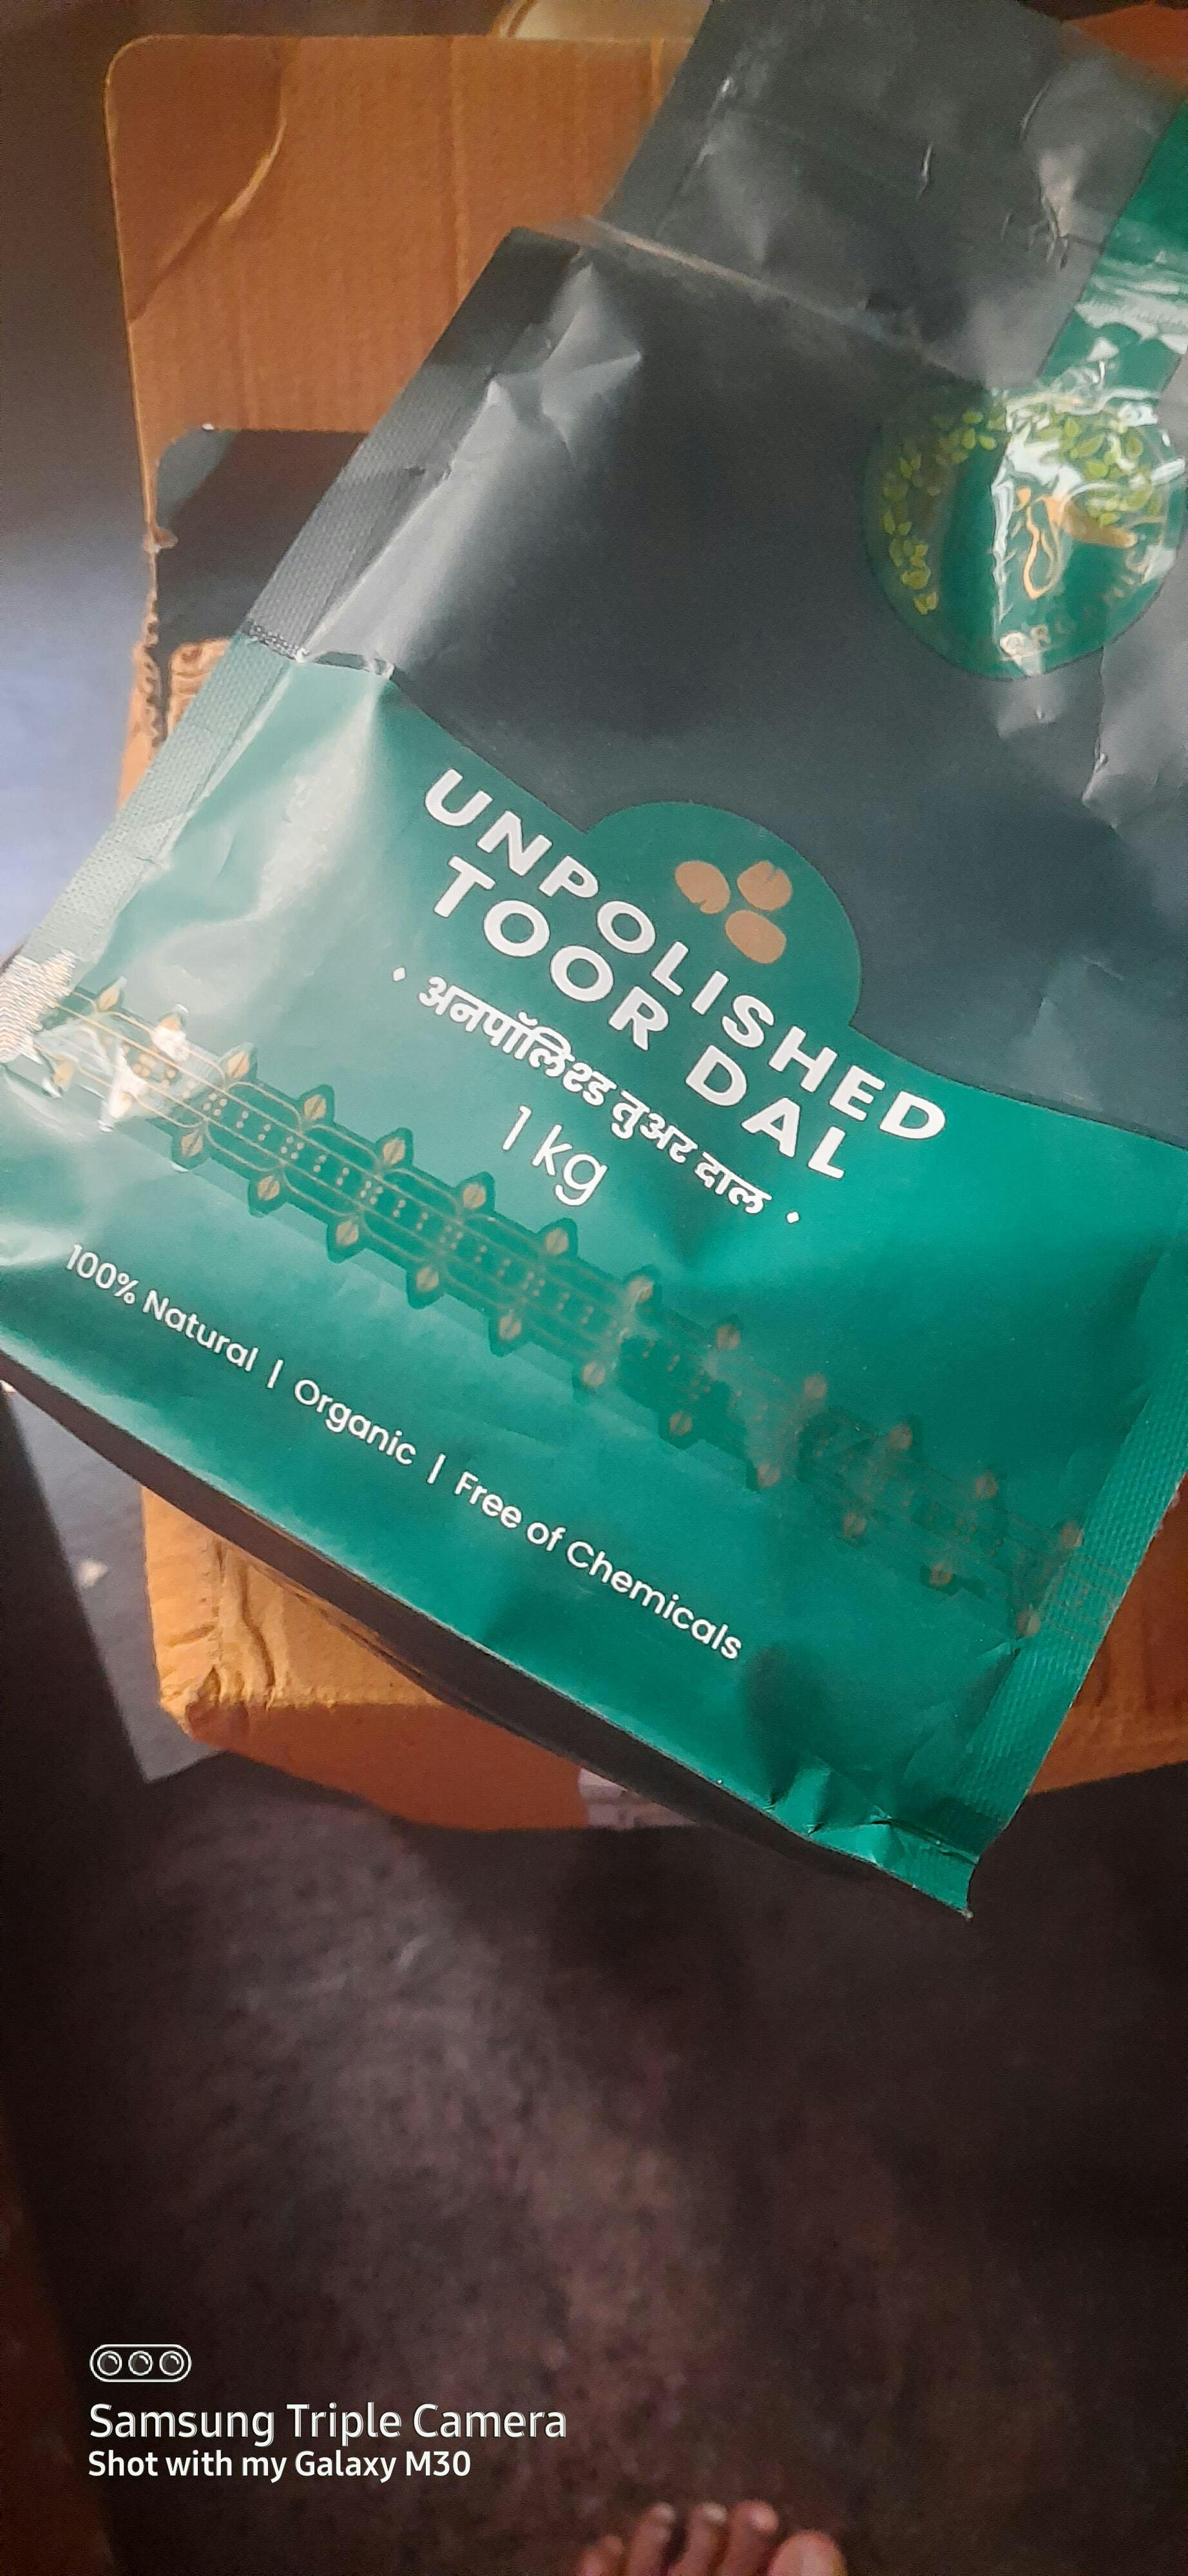 UNPOLISHED
TOOR DAL
अनपॉलिश्ड तुअर दाल
1 kg
100% Natural | Organic | Free of Chemicals
Samsung Triple Camera
Shot with my Galaxy M30